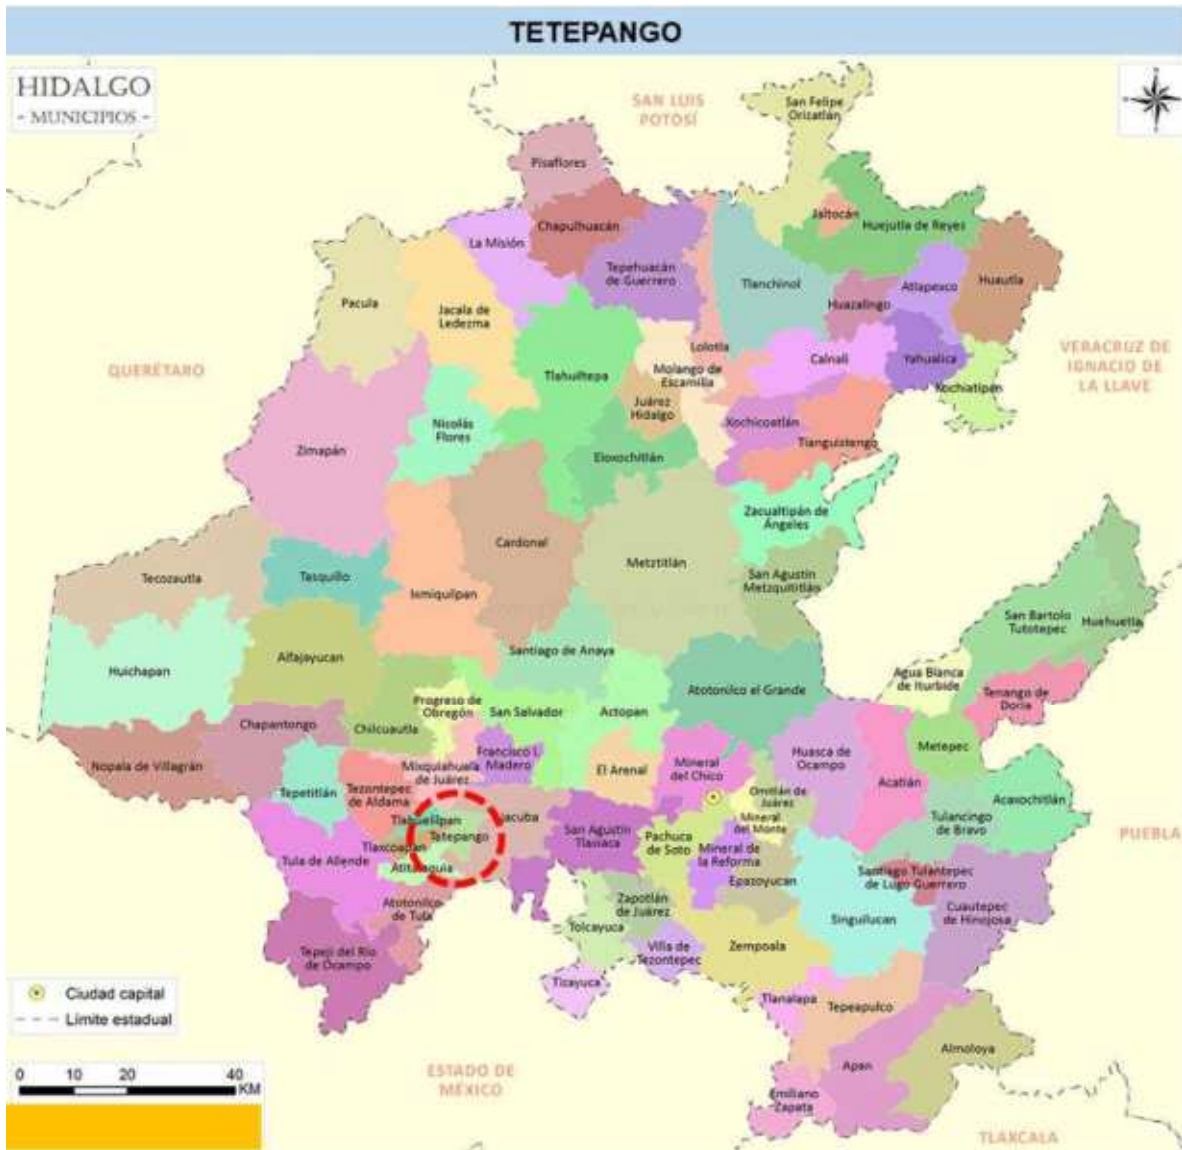 TETEPANGO
HIDALGO
- MUNICIPIOS -
SAN LUIS
POTOSÍ
San Felipe
Orizatlán
Pisaflores
Chapulhuacán
Jaltocán
Huejutla de Reyes
La Misión
Tepehuacán
de Guerrero
Tlanchinol
Atlapexco
Huautla
Pacula
Jacala de
Ledezma
Huazalingo
QUERÉTARO
Tlahuiltepa
Lolotla
Molango de
Escamilla
Calnali
Yahualica
VERACRUZ DE
IGNACIO DE
LA LLAVE
Xochiatipan
Juárez
Hidalgo
Nicolás
Flores
Xochicoatlán
Tianguistengo
Zimapán
Eloxochitlán
Zacualtipán de
Ángeles
Cardonal
Metztitlán
Tecozautla
Tasquillo
Ixmiquilpan
San Agustín
Metzquititlán
San Bartolo
Tutotepec
Huehuetla
Santiago de Anaya
Huichapan
Alfajayucan
Agua Blanca
de Iturbide
Tenango de
Doria
Atotonilco el Grande
Progreso de
Obregón
San Salvador
Actopan
Chapantongo
Chilcuautla
Nopala de Villagrán
Mixquiahuala
de Juárez
Francisco I.
Madero
El Arenal
Mineral
del Chico
Huasca de
Ocampo
Metepec
Acatlán
Tepetitlán
Tezontepec
de Aldama
Omitlán de
Juárez
Acaxochitlán
Tlahuelilpan
acuba
Tetepango
San Agustín
Tlaxiaca
Pachuca
de Soto
Mineral
del Monte
Tulancingo
de Bravo
PUEBLA
Tula de Allende
Tlaxcoapan
Atitalaquia
Mineral de
la Reforma
Epazoyucan
Santiago Tulantepec
de Lugo Guerrero
Atotonilco
de Tula
Zapotlán
de Juárez
Tolcayuca
Singuilucan
Cuautepec
de Hinojosa
Tepeji del Río
de Ocampo
Villa de
Tezontepec
Zempoala
Tizayuca
Tlanalapa
Tepeapulco
Ciudad capital
Límite estadual
Almoloya
Apan
ESTADO DE
MÉXICO
Emiliano
Zapata
0 10 20 40
KM
TLAXCALA